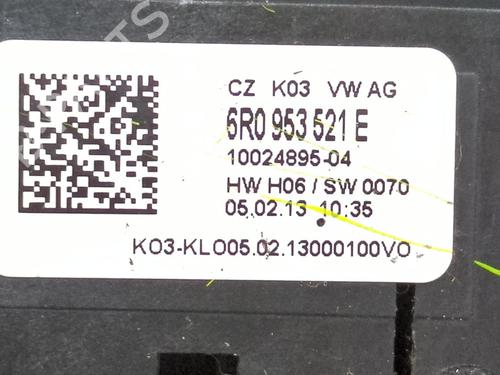 CZ K03 VW AG
6R0 953 521 E
10024895-04
HW H06 / SW 0070
05.02.13 10:35
K03-KLO05.02.13000100VO